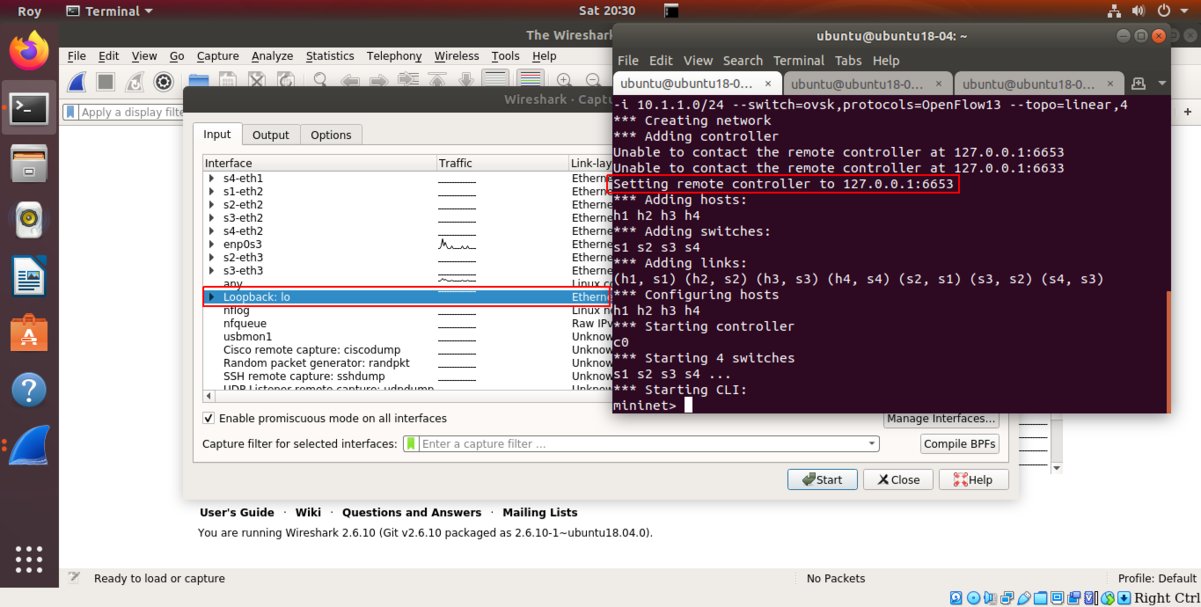 Roy
Terminal
Sat 20:30
The Wireshar
File Edit View Go Capture Analyze Statistics Telephony Wireless Tools Help
Apply a display filte
Wireshark · Captu
Input Output Options
Interface Traffic Link-lay
s4-eth1 Etherne
s1-eth2 Etherne
s2-eth2 Etherne
s3-eth2 Etherne
s4-eth2 Etherne
enp0s3 Etherne
s2-eth3 Etherne
s3-eth3 Etherne
any Linux co
Loopback: lo Etherne
nflog Linux n
nfqueue Raw IPv
usbmon1 Unknow
Cisco remote capture: ciscodump Unknow
Random packet generator: randpkt Unknow
SSH remote capture: sshdump Unknow
UDP Listener remote capture: udpdump Unknow
Enable promiscuous mode on all interfaces
Manage Interfaces...
Capture filter for selected interfaces:
Enter a capture filter ...
Compile BPFs
Start
Close
Help
ubuntu@ubuntu18-04: ~
File Edit View Search Terminal Tabs Help
ubuntu@ubuntu18-0... × ubuntu@ubuntu18-0... × ubuntu@ubuntu18-0... ×
-i 10.1.1.0/24 --switch=ovsk,protocols=OpenFlow13 --topo=linear,4
*** Creating network
*** Adding controller
Unable to contact the remote controller at 127.0.0.1:6653
Unable to contact the remote controller at 127.0.0.1:6633
Setting remote controller to 127.0.0.1:6653
*** Adding hosts:
h1 h2 h3 h4
*** Adding switches:
s1 s2 s3 s4
*** Adding links:
(h1, s1) (h2, s2) (h3, s3) (h4, s4) (s2, s1) (s3, s2) (s4, s3)
*** Configuring hosts
h1 h2 h3 h4
*** Starting controller
c0
*** Starting 4 switches
s1 s2 s3 s4 ...
*** Starting CLI:
mininet>
User's Guide · Wiki · Questions and Answers · Mailing Lists
You are running Wireshark 2.6.10 (Git v2.6.10 packaged as 2.6.10-1~ubuntu18.04.0).
Ready to load or capture
No Packets
Profile: Default
Right Ctrl